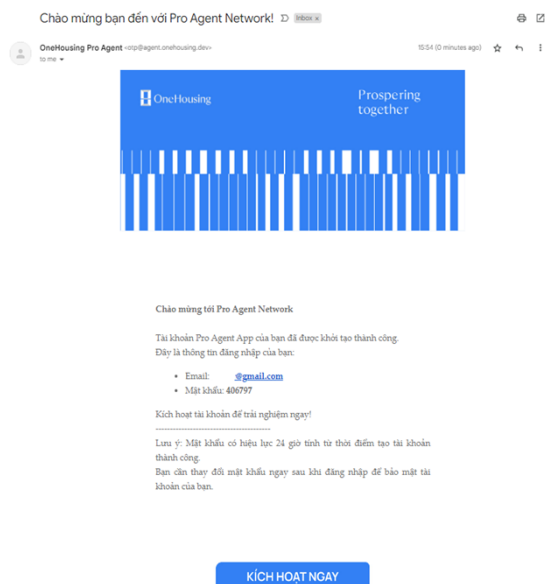 Chào mừng bạn đến với Pro Agent Network!
Inbox x
OneHousing Pro Agent <crp@agent.onehousing.dev>
15:54 (0 minutes ago)
to me
OneHousing
Prospering
together
Chào mừng tới Pro Agent Network
Tài khoản Pro Agent App của bạn đã được khởi tạo thành công.
Đây là thông tin đăng nhập của bạn:
• Email: @gmail.com
• Mật khẩu: 406797
Kích hoạt tài khoản để trải nghiệm ngay!
----------------------------------------
Lưu ý: Mật khẩu có hiệu lực 24 giờ tính từ thời điểm tạo tài khoản
thành công.
Bạn cần thay đổi mật khẩu ngay sau khi đăng nhập để bảo mật tài
khoản của bạn.
KÍCH HOẠT NGAY